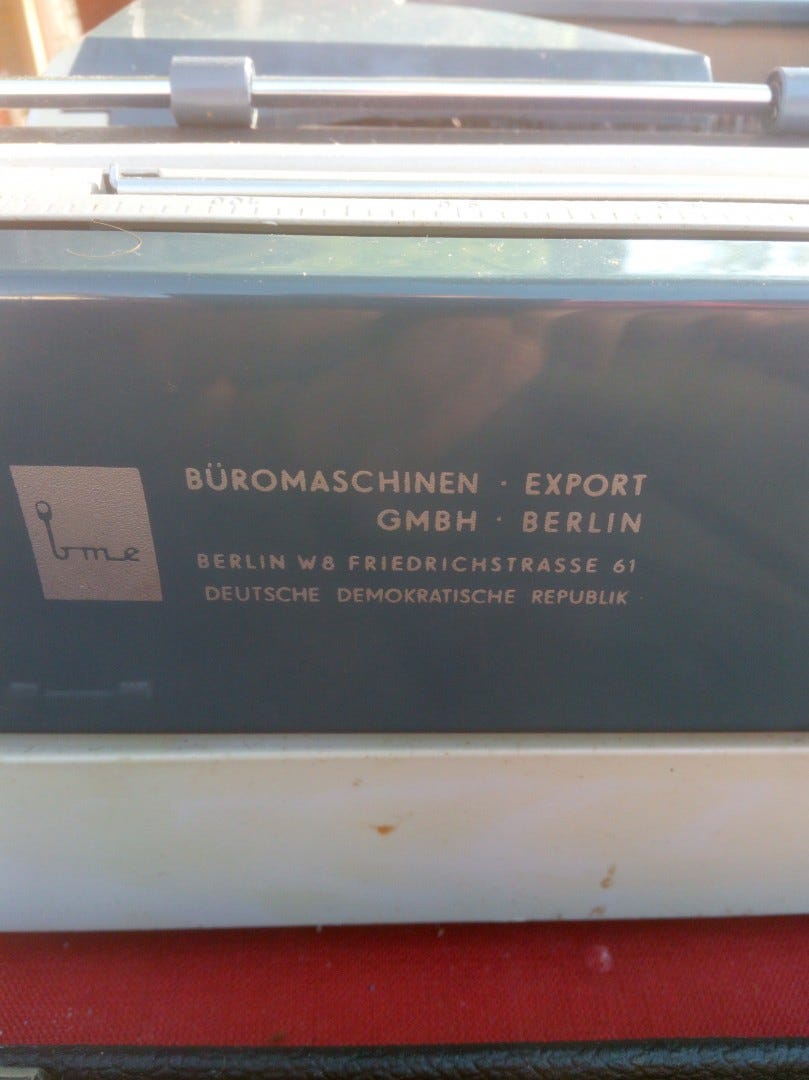 bme
BÜROMASCHINEN · EXPORT
GMBH · BERLIN
BERLIN W8 FRIEDRICHSTRASSE 61
DEUTSCHE DEMOKRATISCHE REPUBLIK